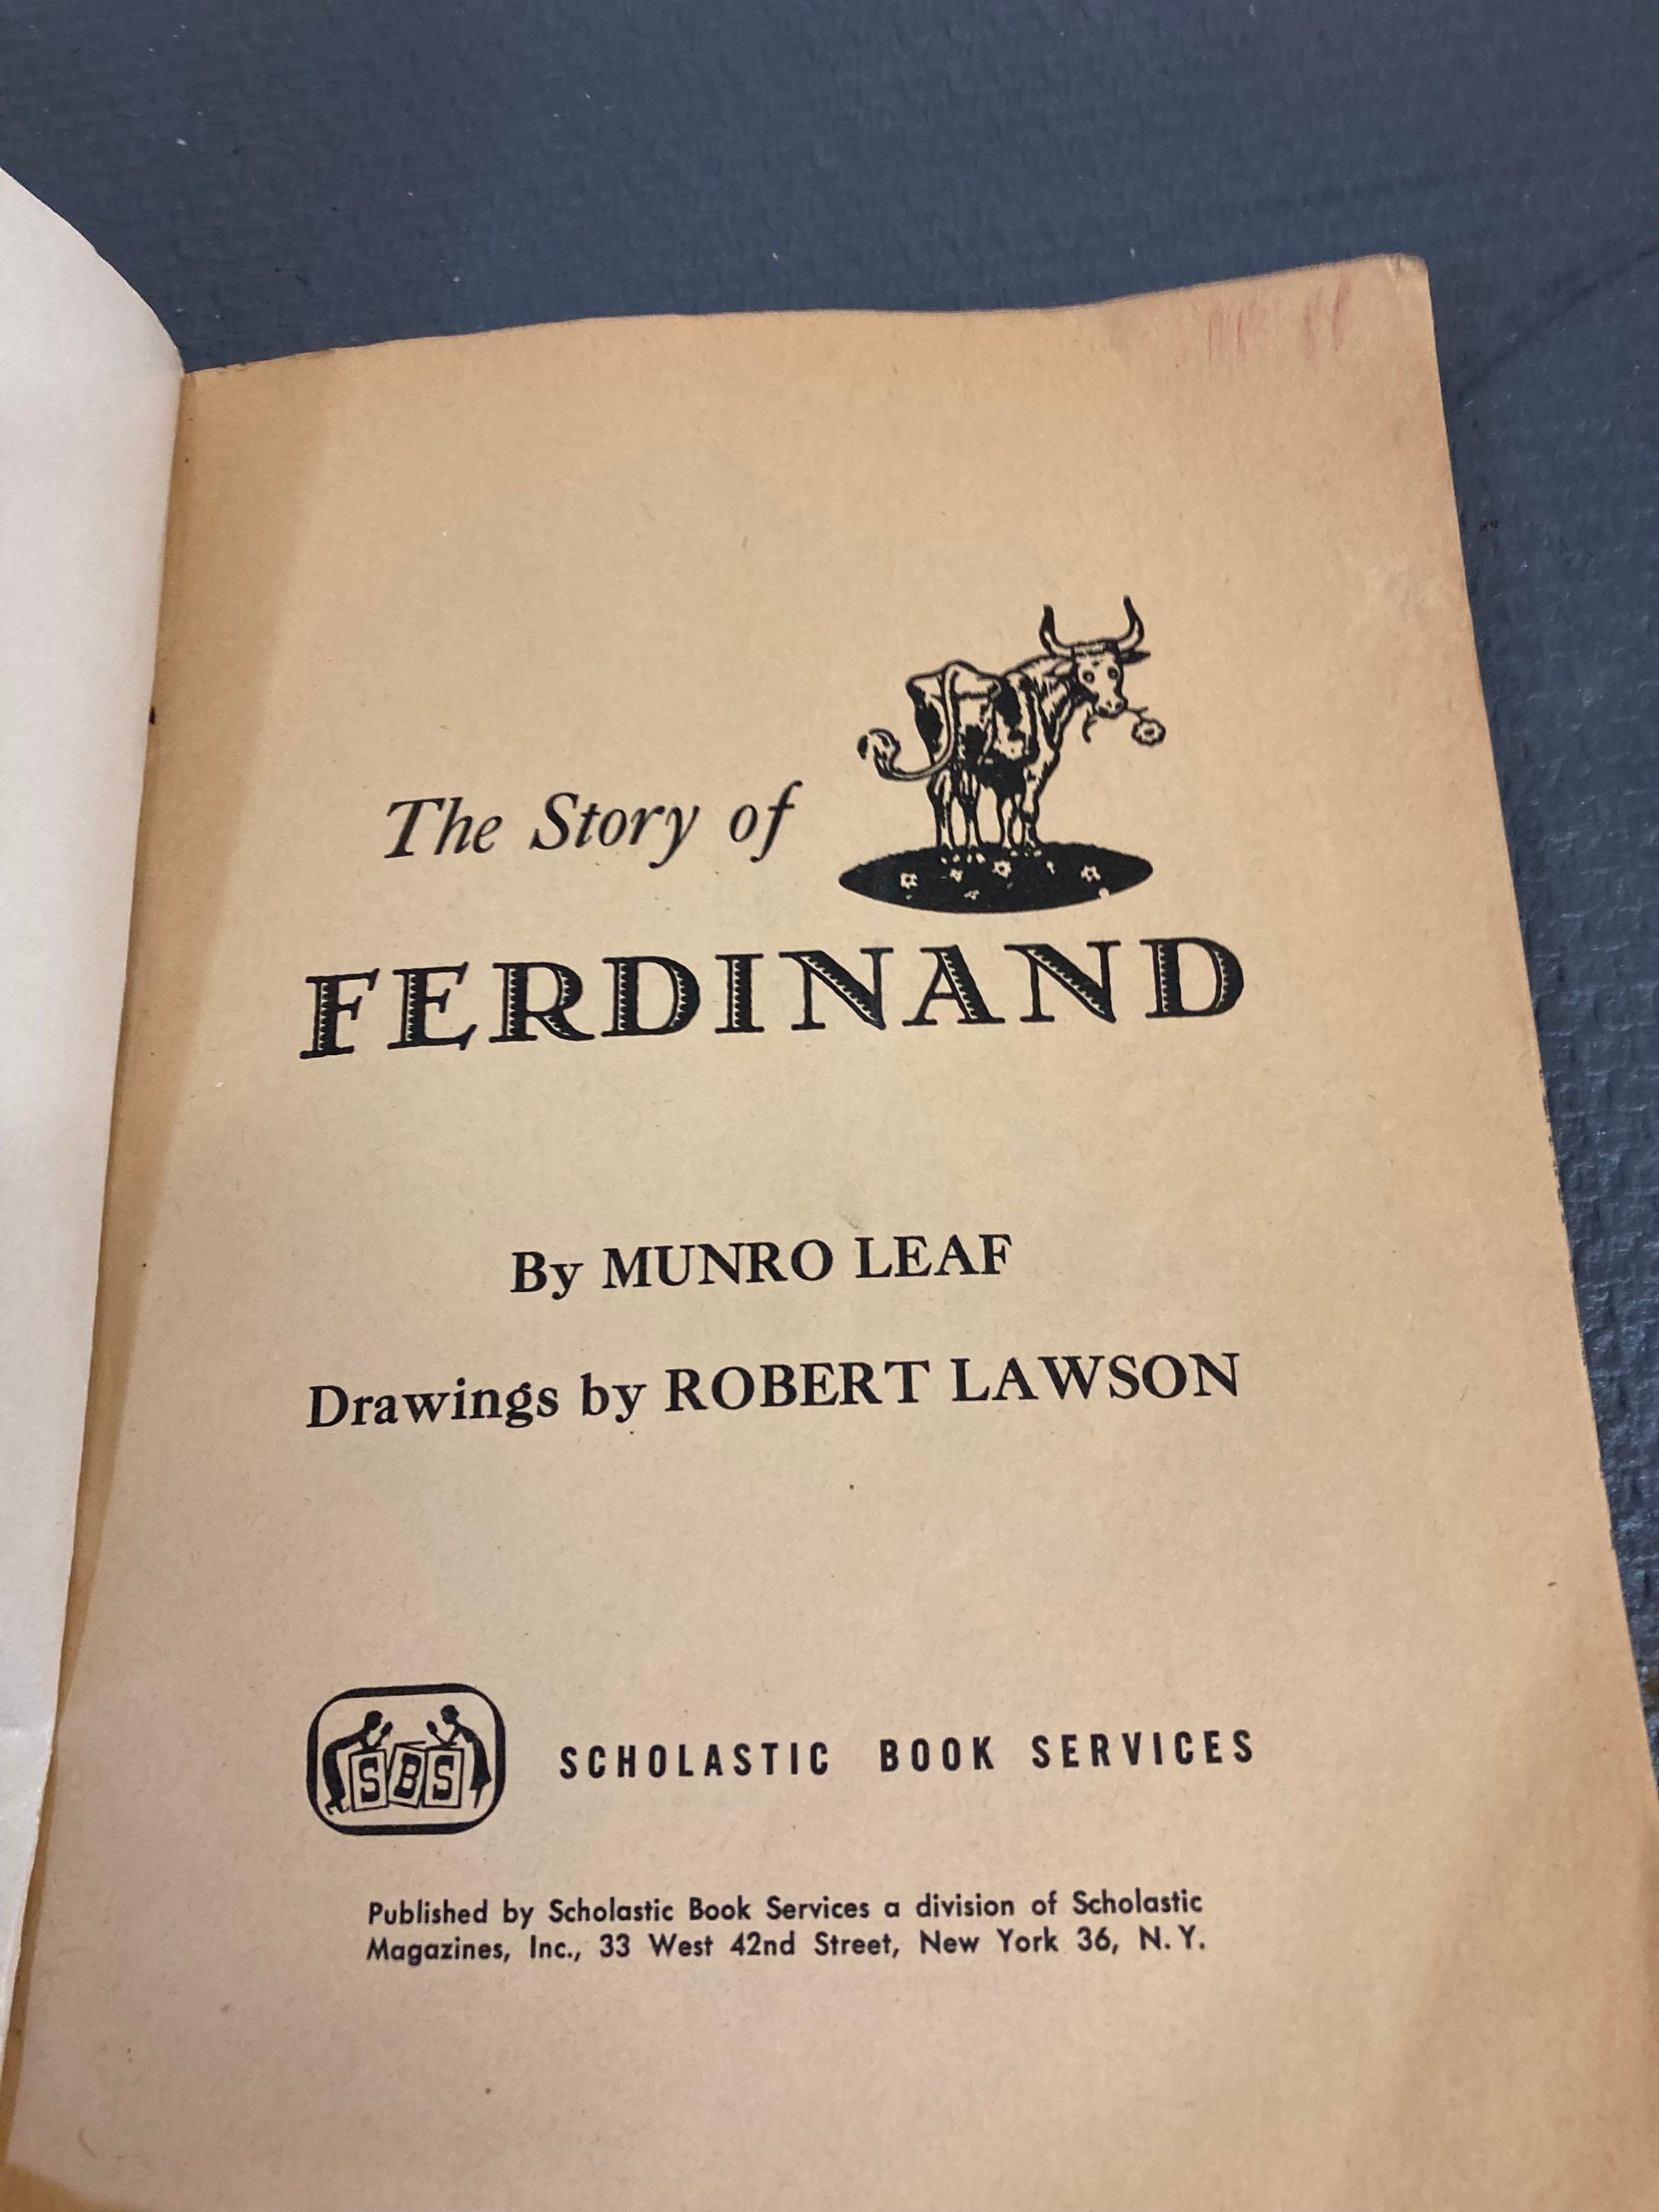 The Story of
FERDINAND
By MUNRO LEAF
Drawings by ROBERT LAWSON
SBS
SCHOLASTIC BOOK SERVICES
Published by Scholastic Book Services a division of Scholastic
Magazines, Inc., 33 West 42nd Street, New York 36, N. Y.